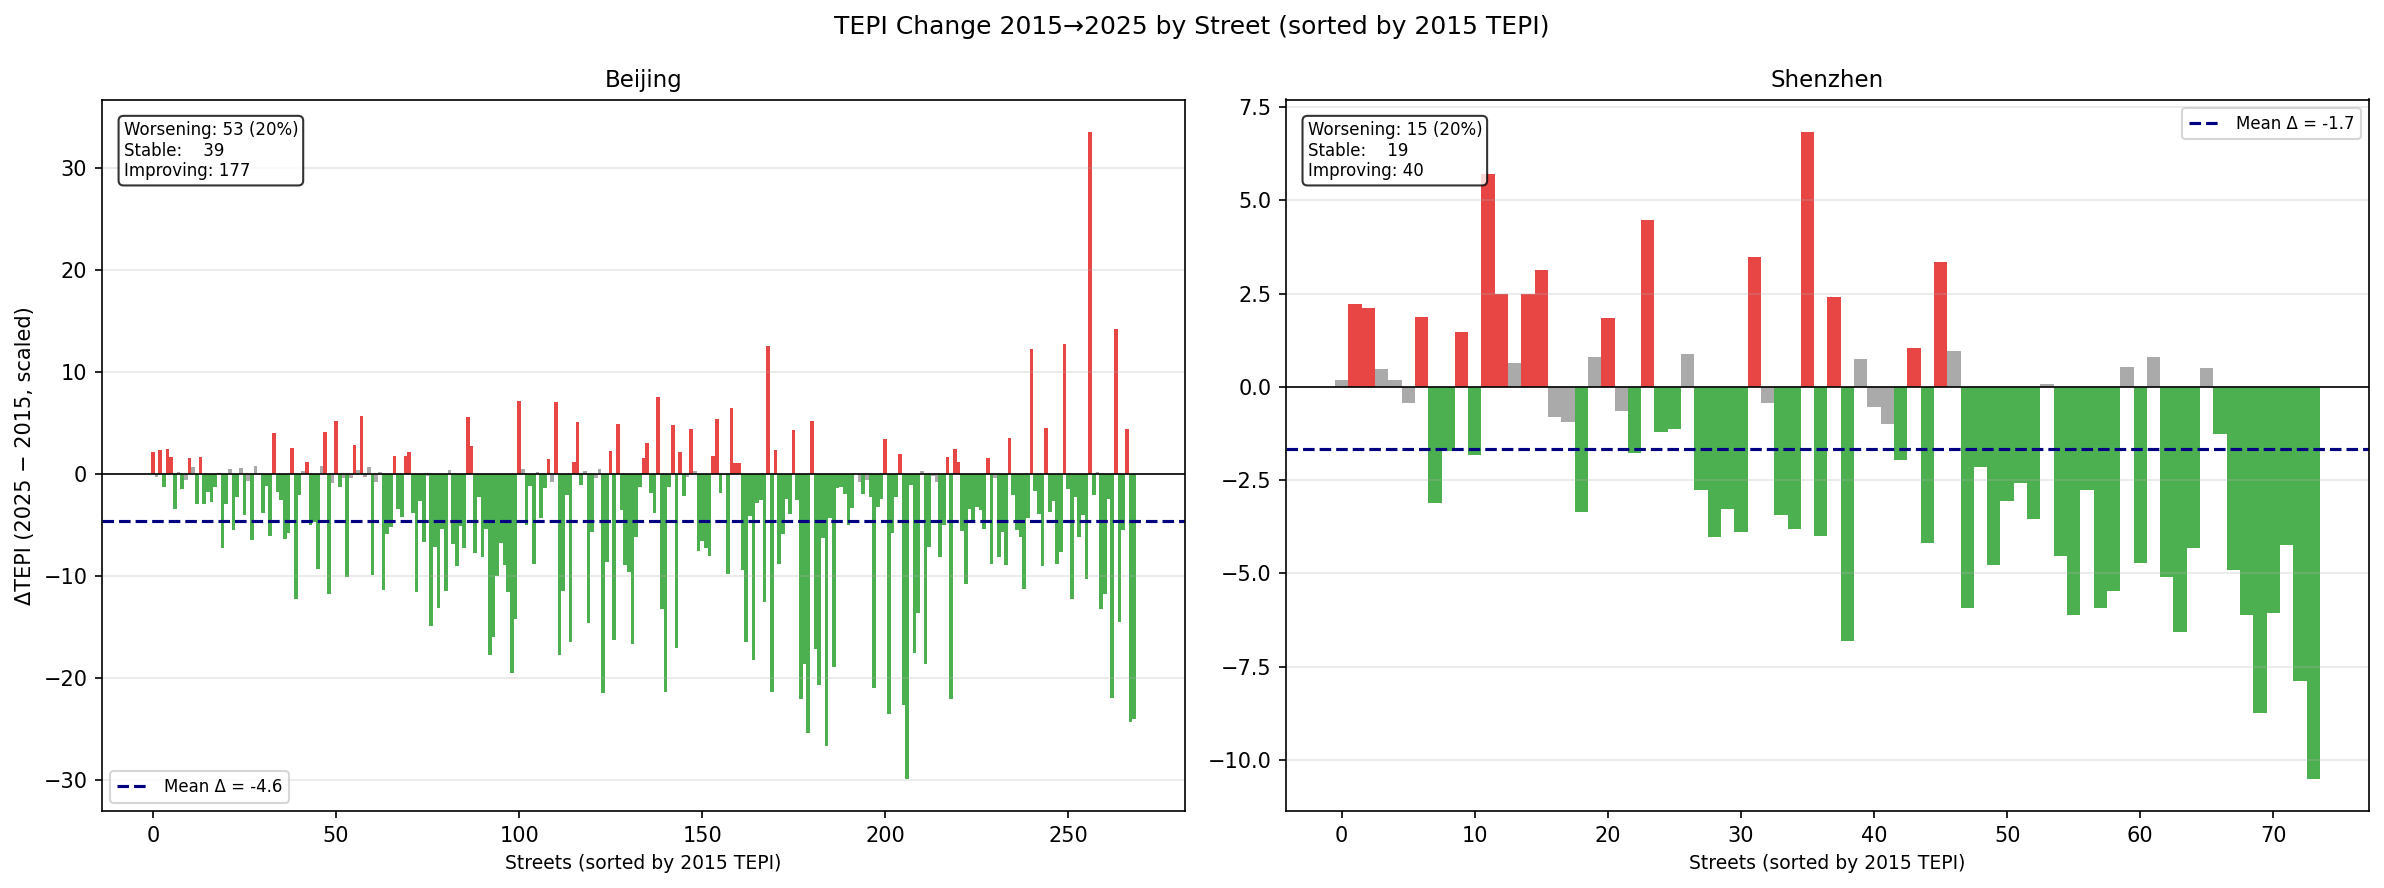 TEPI Change 2015→2025 by Street (sorted by 2015 TEPI)
Beijing
ΔTEPI (2025 − 2015, scaled)
30
20
10
0
−10
−20
−30
Worsening: 53 (20%)
Stable: 39
Improving: 177
Mean Δ = -4.6
0 50 100 150 200 250
Streets (sorted by 2015 TEPI)
Shenzhen
7.5
5.0
2.5
0.0
−2.5
−5.0
−7.5
−10.0
Worsening: 15 (20%)
Stable: 19
Improving: 40
Mean Δ = -1.7
0 10 20 30 40 50 60 70
Streets (sorted by 2015 TEPI)